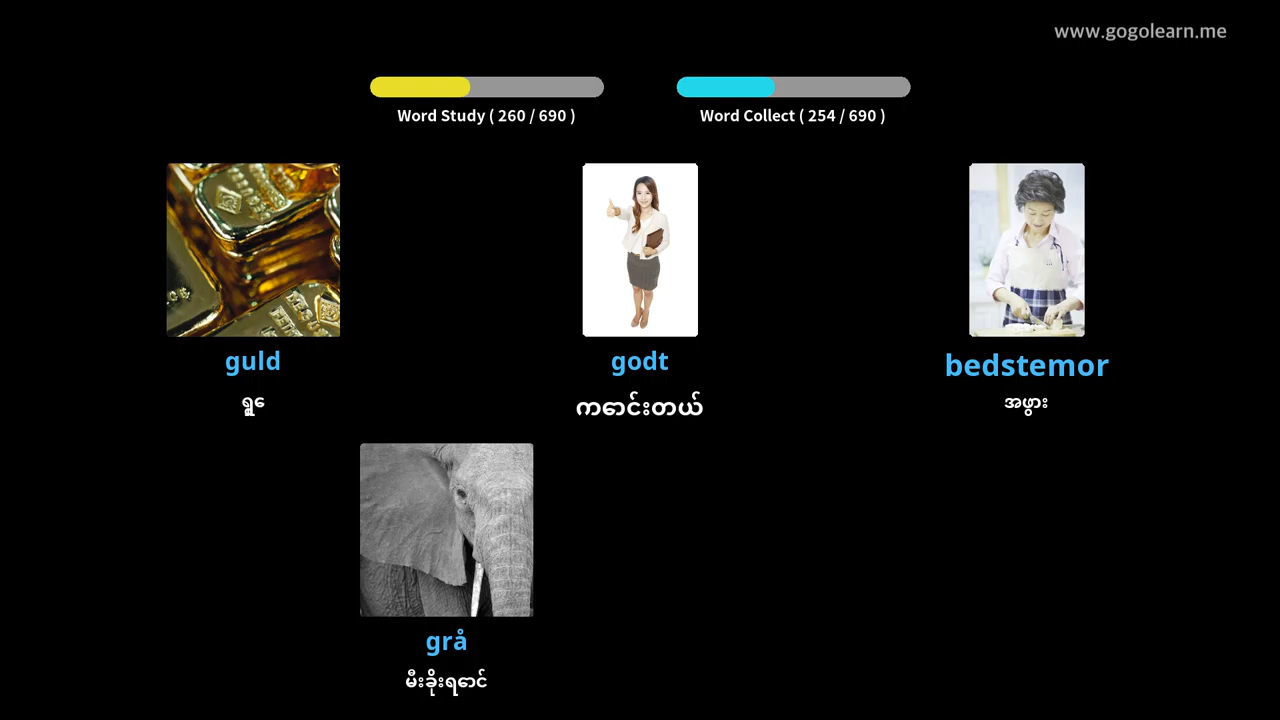 www.gogolearn.me
Word Study ( 260 / 690 )
Word Collect ( 254 / 690 )
guld
ရွှေ
godt
ကောင်းတယ်
bedstemor
အဖွား
grå
မီးခိုးရောင်